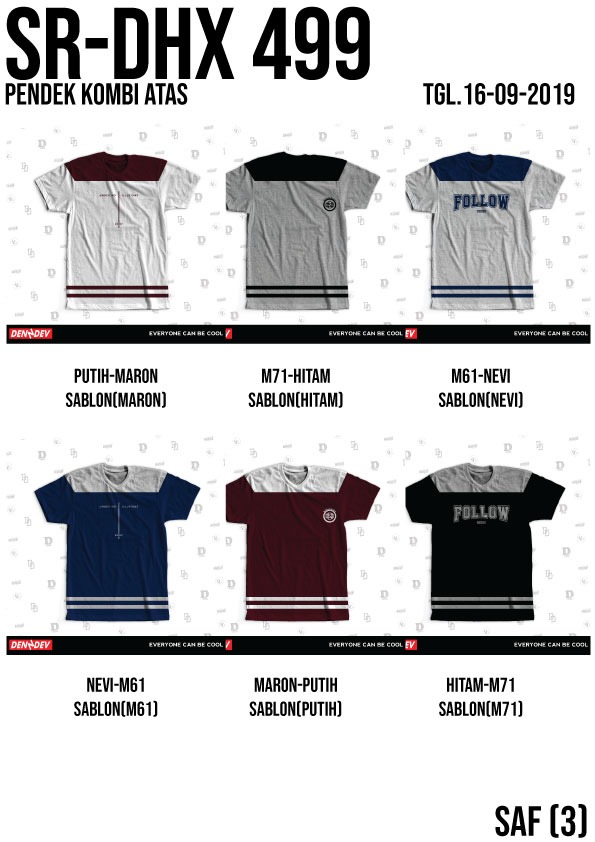 SR-DHX 499
PENDEK KOMBI ATAS
TGL.16-09-2019
FOLLOW
DENNDEV
EVERYONE CAN BE COOL
EVERYONE CAN BE COOL
EV
EVERYONE CAN BE COOL
PUTIH-MARON
SABLON(MARON)
M71-HITAM
SABLON(HITAM)
M61-NEVI
SABLON(NEVI)
FOLLOW
EVERYONE CAN BE COOL
EVERYONE CAN BE COOL
EV
EVERYONE CAN BE COOL
NEVI-M61
SABLON(M61)
MARON-PUTIH
SABLON(PUTIH)
HITAM-M71
SABLON(M71)
SAF (3)